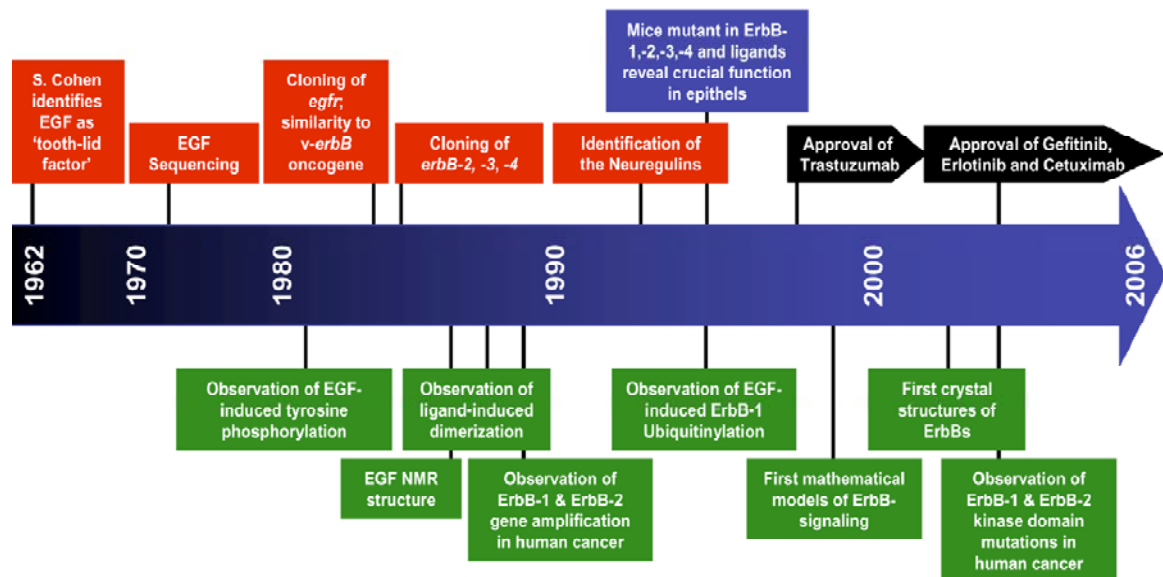 Mice mutant in ErbB-
1,-2,-3,-4 and ligands
reveal crucial function
in epithels
S. Cohen
identifies
EGF as
‘tooth-lid
factor’
EGF
Sequencing
Cloning of
egfr;
similarity to
v-erbB
oncogene
Cloning of
erbB-2, -3, -4
Identification of
the Neuregulins
Approval of
Trastuzumab
Approval of Gefitinib,
Erlotinib and Cetuximab
1962
1970
1980
1990
2000
2006
Observation of EGF-
induced tyrosine
phosphorylation
EGF NMR
structure
Observation of
ligand-induced
dimerization
Observation of
ErbB-1 & ErbB-2
gene amplification
in human cancer
Observation of EGF-
induced ErbB-1
Ubiquitinylation
First mathematical
models of ErbB-
signaling
First crystal
structures of
ErbBs
Observation of
ErbB-1 & ErbB-2
kinase domain
mutations in
human cancer